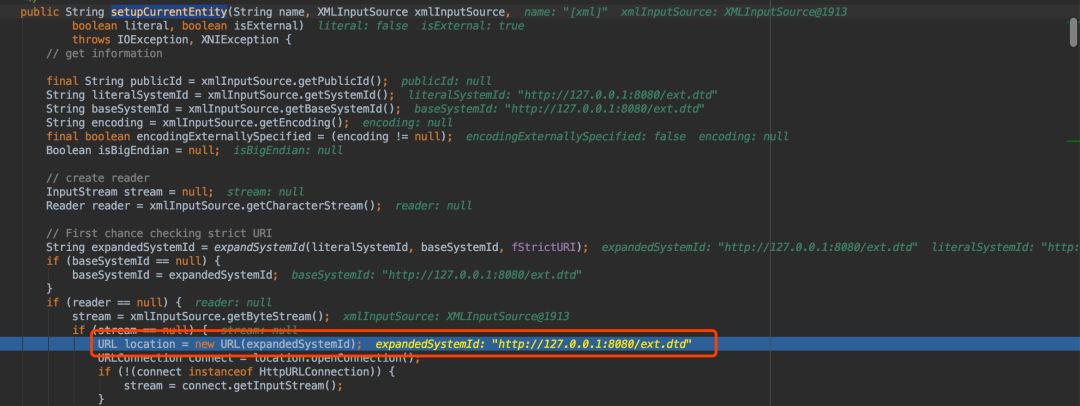 public String setupCurrentEntity(String name, XMLInputSource xmlInputSource,  name: "[xml]"  xmlInputSource: XMLInputSource@1913
boolean literal, boolean isExternal)  literal: false  isExternal: true
throws IOException, XNIException {
// get information
final String publicId = xmlInputSource.getPublicId();  publicId: null
String literalSystemId = xmlInputSource.getSystemId();  literalSystemId: "http://127.0.0.1:8080/ext.dtd"
String baseSystemId = xmlInputSource.getBaseSystemId();  baseSystemId: "http://127.0.0.1:8080/ext.dtd"
String encoding = xmlInputSource.getEncoding();  encoding: null
final boolean encodingExternallySpecified = (encoding != null);  encodingExternallySpecified: false  encoding: null
Boolean isBigEndian = null;  isBigEndian: null
// create reader
InputStream stream = null;  stream: null
Reader reader = xmlInputSource.getCharacterStream();  reader: null
// First chance checking strict URI
String expandedSystemId = expandSystemId(literalSystemId, baseSystemId, fStrictURI);  expandedSystemId: "http://127.0.0.1:8080/ext.dtd"  literalSystemId: "http:
if (baseSystemId == null) {
baseSystemId = expandedSystemId;  baseSystemId: "http://127.0.0.1:8080/ext.dtd"
}
if (reader == null) {  reader: null
stream = xmlInputSource.getByteStream();  xmlInputSource: XMLInputSource@1913
if (stream == null) {  stream: null
URL location = new URL(expandedSystemId);  expandedSystemId: "http://127.0.0.1:8080/ext.dtd"
URLConnection connect = location.openConnection();
if (!(connect instanceof HttpURLConnection)) {
stream = connect.getInputStream();
}